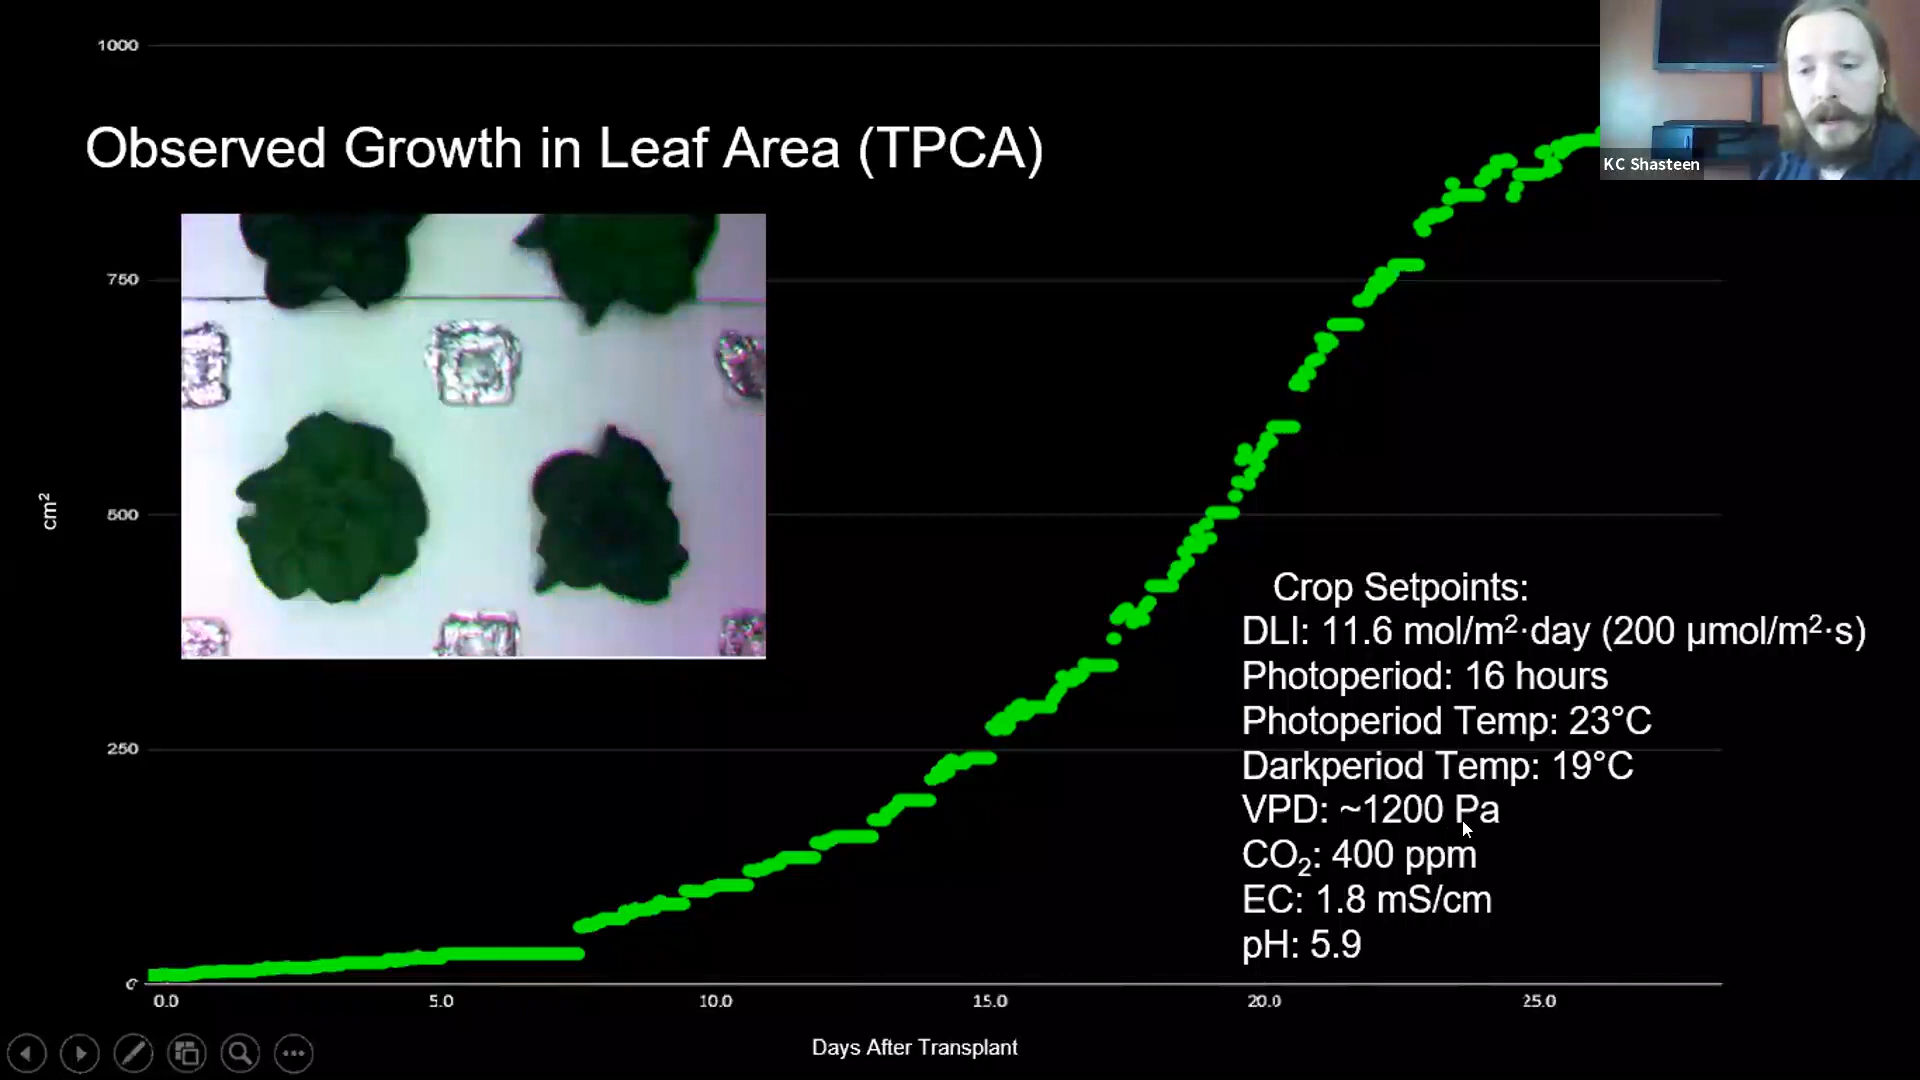 1000
Observed Growth in Leaf Area (TPCA)
KC Shasteen
750
cm²
500
250
0.0
5.0
10.0
15.0
20.0
25.0
Days After Transplant
Crop Setpoints:
DLI: 11.6 mol/m²·day (200 µmol/m²·s)
Photoperiod: 16 hours
Photoperiod Temp: 23°C
Darkperiod Temp: 19°C
VPD: ~1200 Pa
CO₂: 400 ppm
EC: 1.8 mS/cm
pH: 5.9